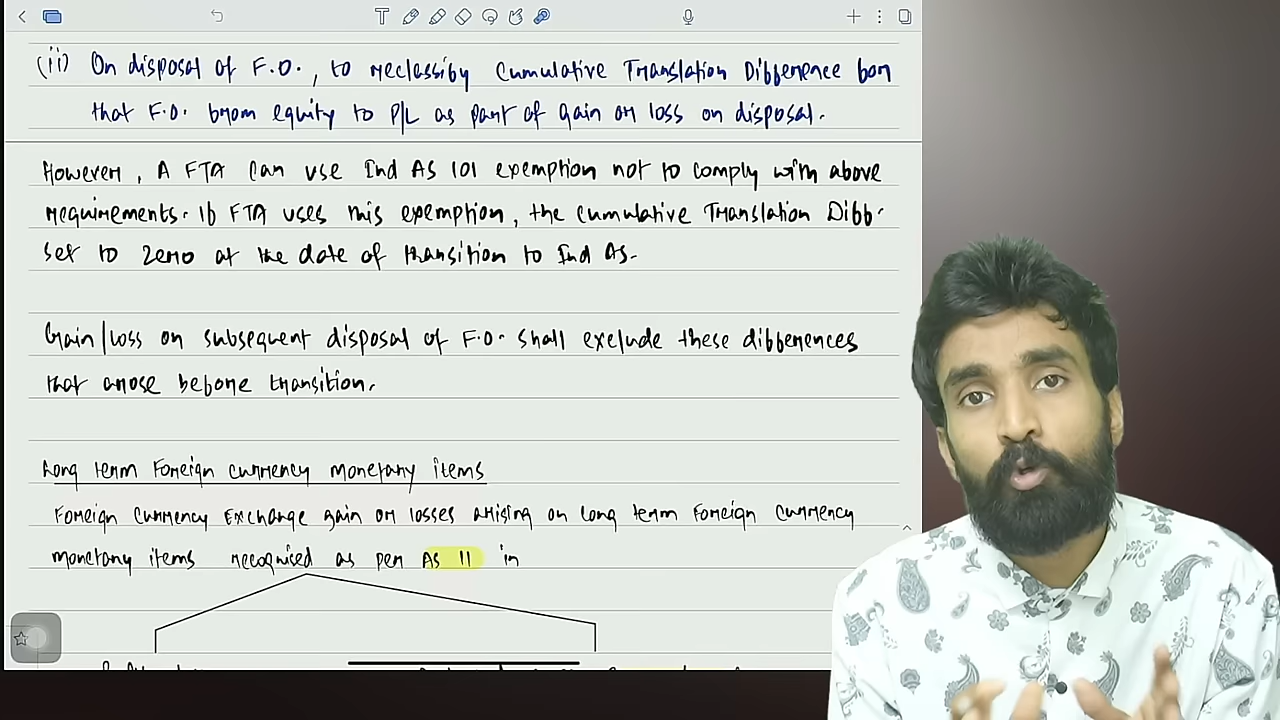 (ii) On disposal of F.O., to reclassify Cumulative Translation Difference for
that F.O. from equity to P/L as part of gain or loss on disposal.
However, A FTA can use Ind AS 101 exemption not to comply with above
requirements. If FTA uses this exemption, the cumulative Translation Diff.
set to zero at the date of transition to Ind AS.
Gain/loss on subsequent disposal of F.O. shall exclude these differences
that arose before transition.
Long term Foreign currency monetary items
Foreign Currency Exchange gain or losses arising on long term Foreign Currency
monetary items recognised as per AS 11 in